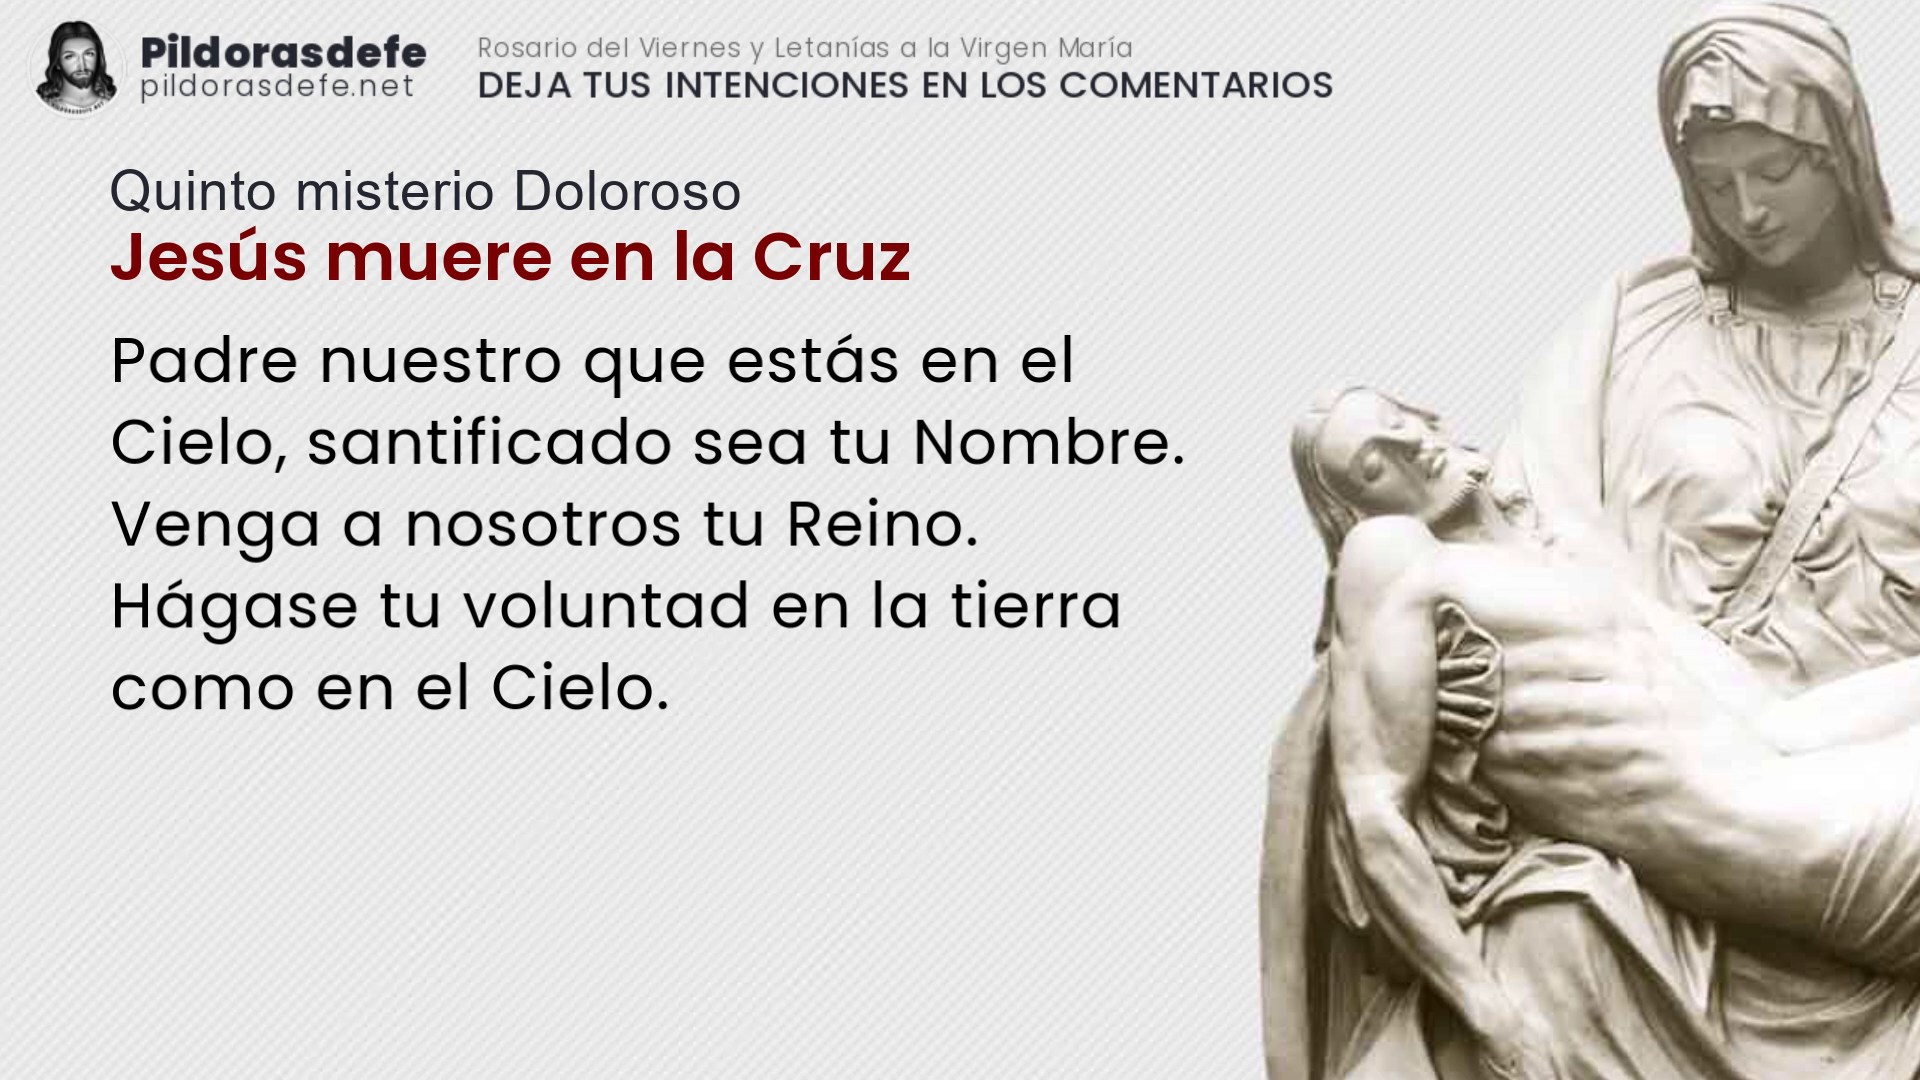 Pildorasdefe
pildorasdefe.net
Rosario del Viernes y Letanías a la Virgen María
DEJA TUS INTENCIONES EN LOS COMENTARIOS
Quinto misterio Doloroso
Jesús muere en la Cruz
Padre nuestro que estás en el
Cielo, santificado sea tu Nombre.
Venga a nosotros tu Reino.
Hágase tu voluntad en la tierra
como en el Cielo.